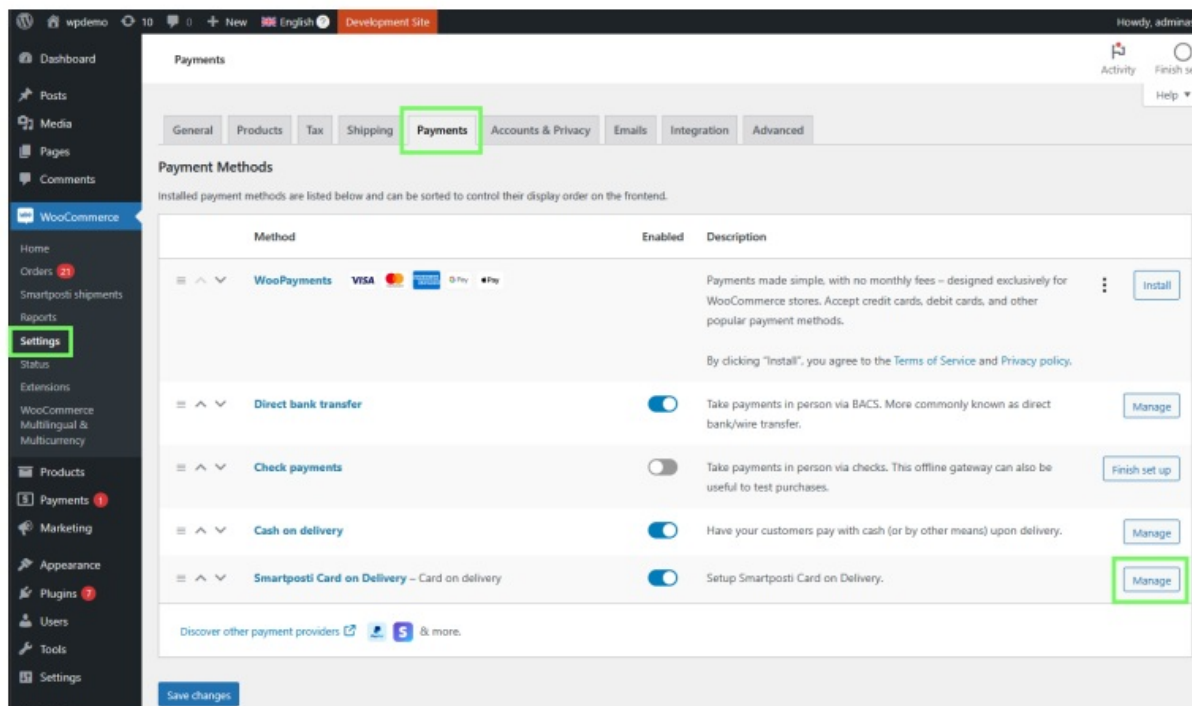 wpdemo 10 0 New English Development Site Howdy, adminas
Dashboard
Posts
Media
Pages
Comments
WooCommerce
Home
Orders 21
Smartposti shipments
Reports
Settings
Status
Extensions
WooCommerce
Multilingual &
Multicurrency
Products
Payments 1
Marketing
Appearance
Plugins 7
Users
Tools
Settings
Payments
Activity Finish se
Help
General Products Tax Shipping Payments Accounts & Privacy Emails Integration Advanced
Payment Methods
Installed payment methods are listed below and can be sorted to control their display order on the frontend.
Method Enabled Description
WooPayments VISA G Pay Pay Payments made simple, with no monthly fees – designed exclusively for Install
WooCommerce stores. Accept credit cards, debit cards, and other
popular payment methods.
By clicking "Install", you agree to the Terms of Service and Privacy policy.
Direct bank transfer Take payments in person via BACS. More commonly known as direct Manage
bank/wire transfer.
Check payments Take payments in person via checks. This offline gateway can also be Finish set up
useful to test purchases.
Cash on delivery Have your customers pay with cash (or by other means) upon delivery. Manage
Smartposti Card on Delivery – Card on delivery Setup Smartposti Card on Delivery. Manage
Discover other payment providers S & more.
Save changes